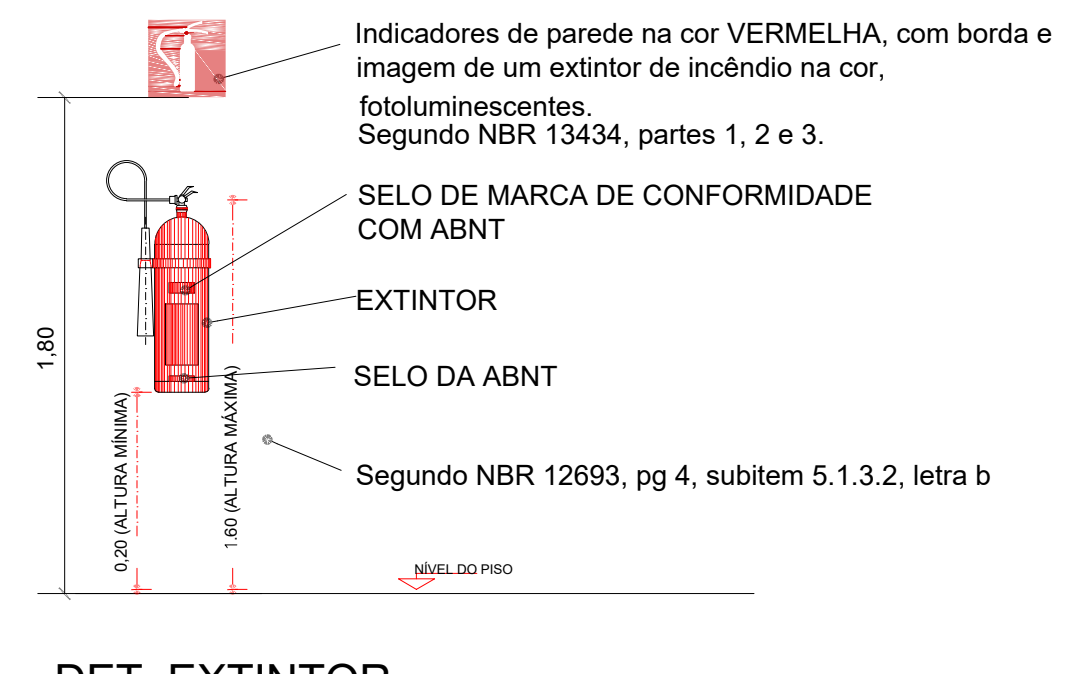 Indicadores de parede na cor VERMELHA, com borda e
imagem de um extintor de incêndio na cor,
fotoluminescentes.
Segundo NBR 13434, partes 1, 2 e 3.
SELO DE MARCA DE CONFORMIDADE
COM ABNT
EXTINTOR
SELO DA ABNT
1,80
0,20 (ALTURA MÍNIMA)
1.60 (ALTURA MÁXIMA)
Segundo NBR 12693, pg 4, subitem 5.1.3.2, letra b
NÍVEL DO PISO
DET. EXTINTOR